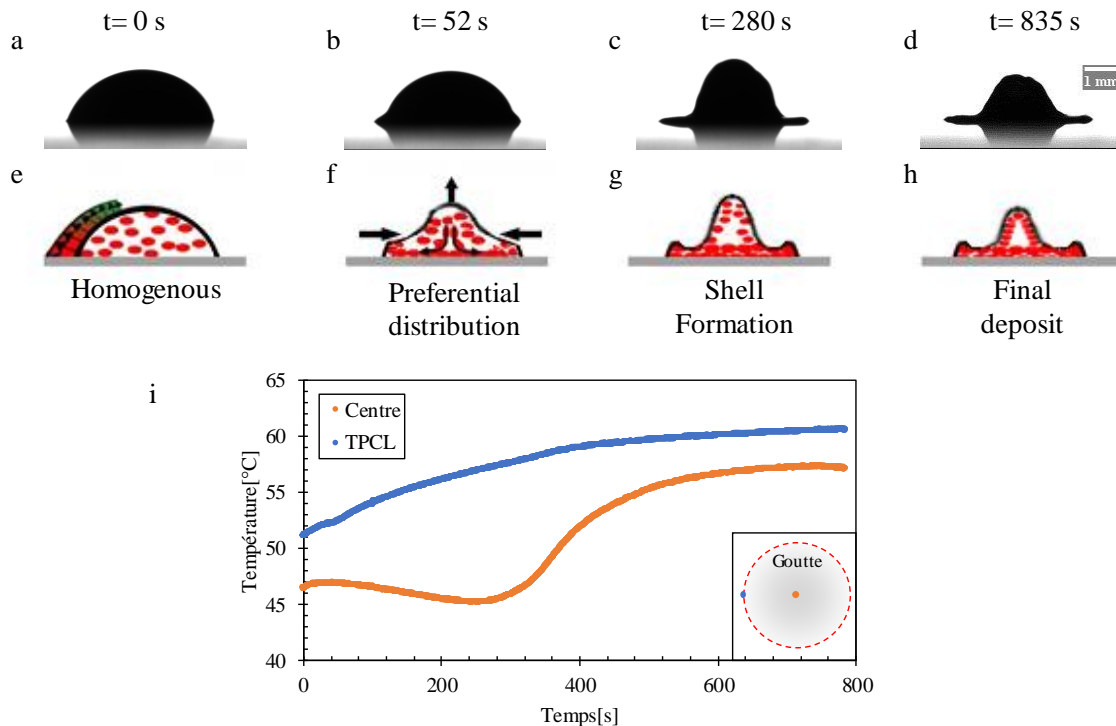 t= 0 s
t= 52 s
t= 280 s
t= 835 s
a
b
c
d
1 mm
e
f
g
h
Homogenous
Preferential
distribution
Shell
Formation
Final
deposit
i
65
60
55
50
45
40
Température[°C]
Centre
TPCL
Goutte
0
200
400
600
800
Temps[s]